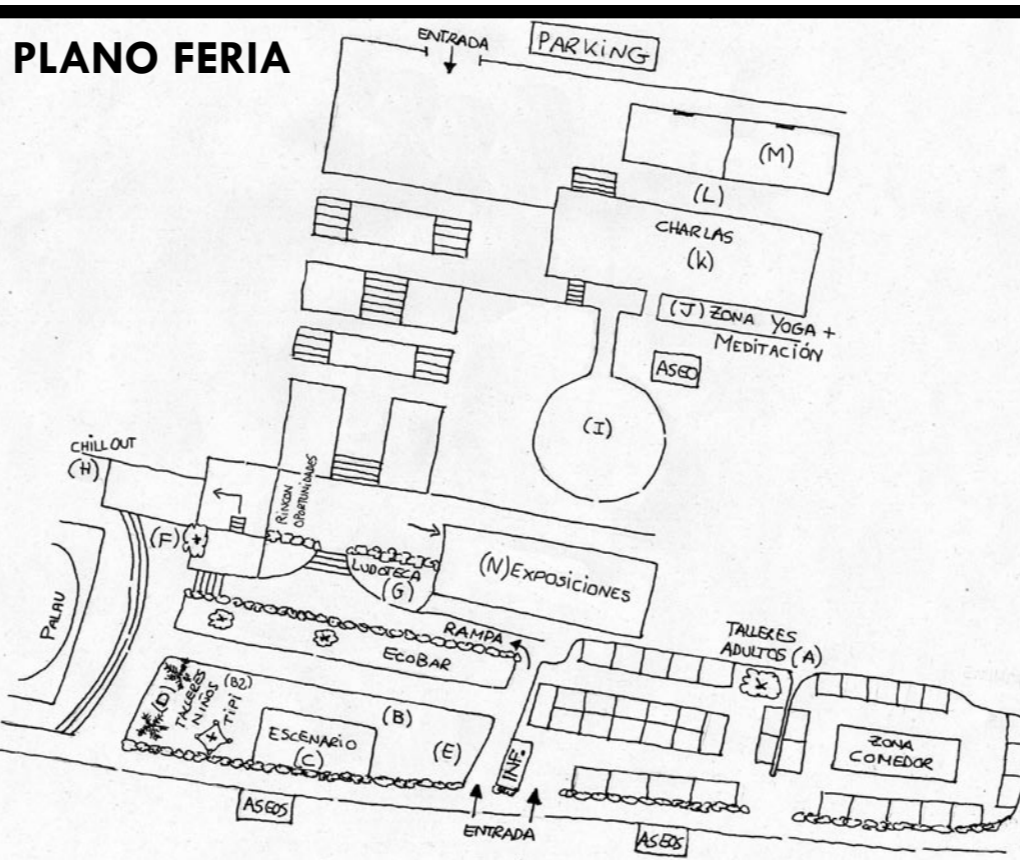 PLANO FERIA
ENTRADA
PARKING
(M)
(L)
CHARLAS
(K)
(J) ZONA YOGA +
MEDITACIÓN
ASEO
(I)
CHILL OUT
(H)
RINCON
OPORTUNIDADES
(F)
LUDOTECA
(G)
(N) EXPOSICIONES
PALAU
RAMPA
ECOBAR
TALLERES
ADULTOS (A)
(D)
TALLERES
NIÑOS (B2)
TIPI
(B)
ESCENARIO
(C)
(E)
INF.
ZONA
COMEDOR
ASEOS
ENTRADA
ASEOS